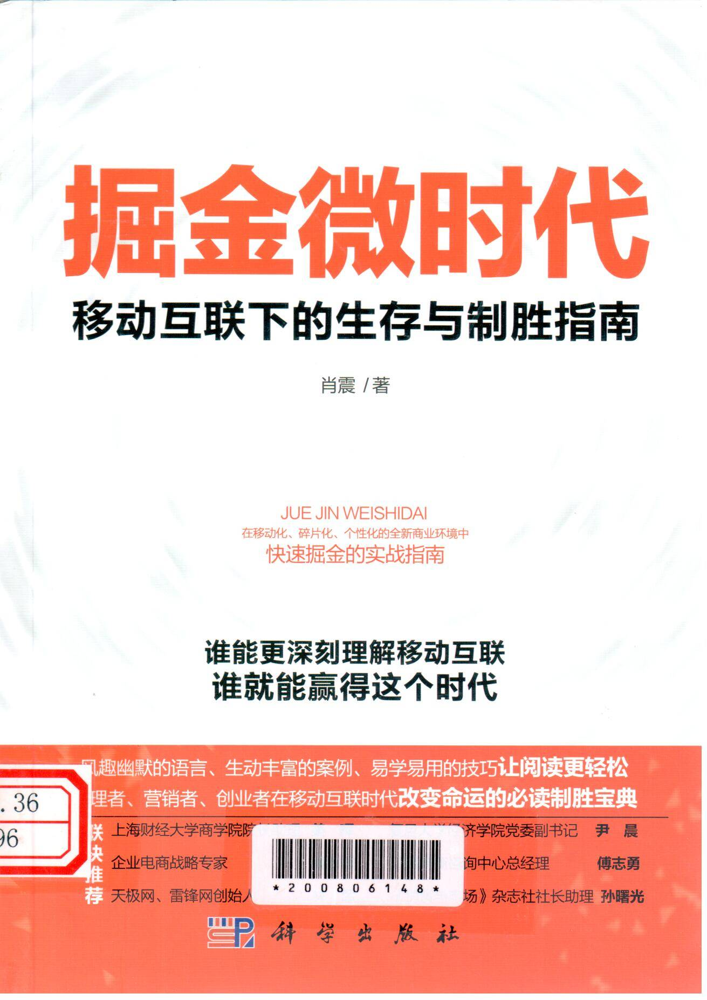 掘金微时代
移动互联下的生存与制胜指南
肖震 / 著
JUE JIN WEISHIDAI
在移动化、碎片化、个性化的全新商业环境中
快速掘金的实战指南
谁能更深刻理解移动互联
谁就能赢得这个时代
风趣幽默的语言、生动丰富的案例、易学易用的技巧让阅读更轻松
理者、营销者、创业者在移动互联时代改变命运的必读制胜宝典
.36
96
联袂推荐
上海财经大学商学院院 经济学院党委副书记 尹 晨
企业电商战略专家 询中心总经理 傅志勇
天极网、雷锋网创始人 场》杂志社社长助理 孙曙光
*200806148*
SP 科学出版社